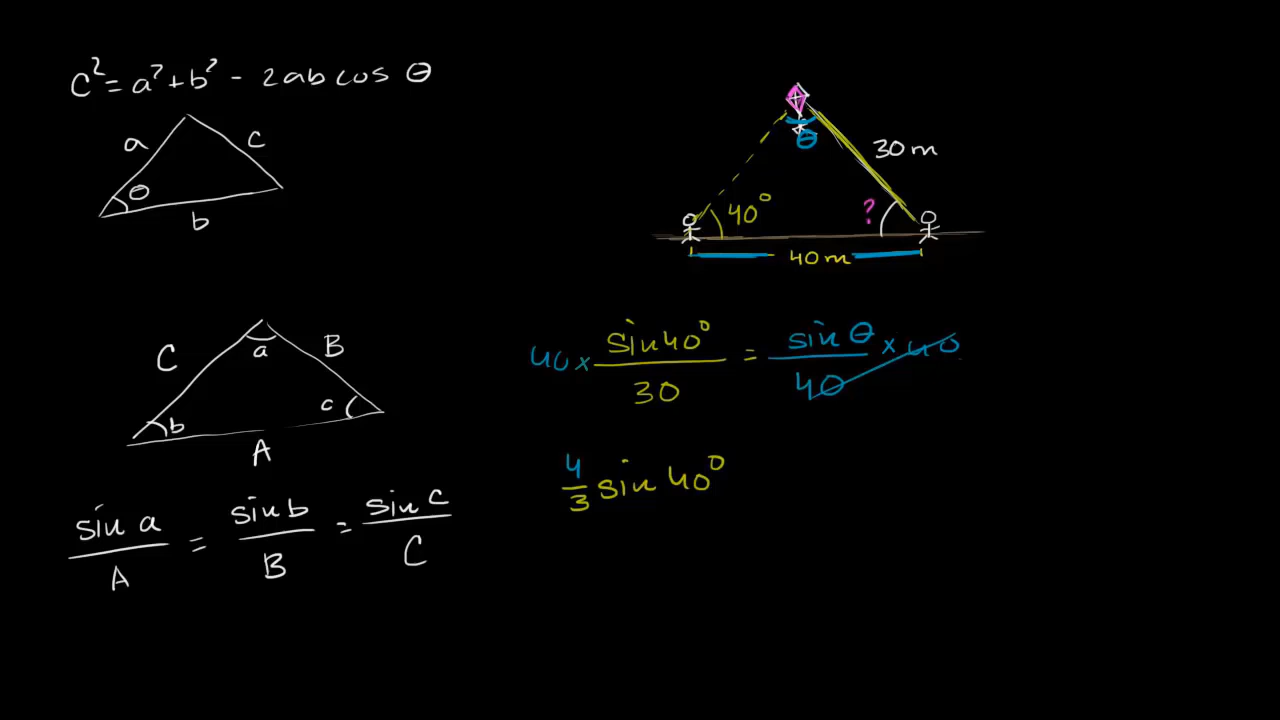 c² = a² + b² - 2ab cos θ
a
c
θ
b
θ
30 m
40°
?
40 m
C
a
B
b
c
A
40 × sin 40° / 30 = sin θ / 40 × 40
4/3 sin 40°
sin a / A = sin b / B = sin c / C